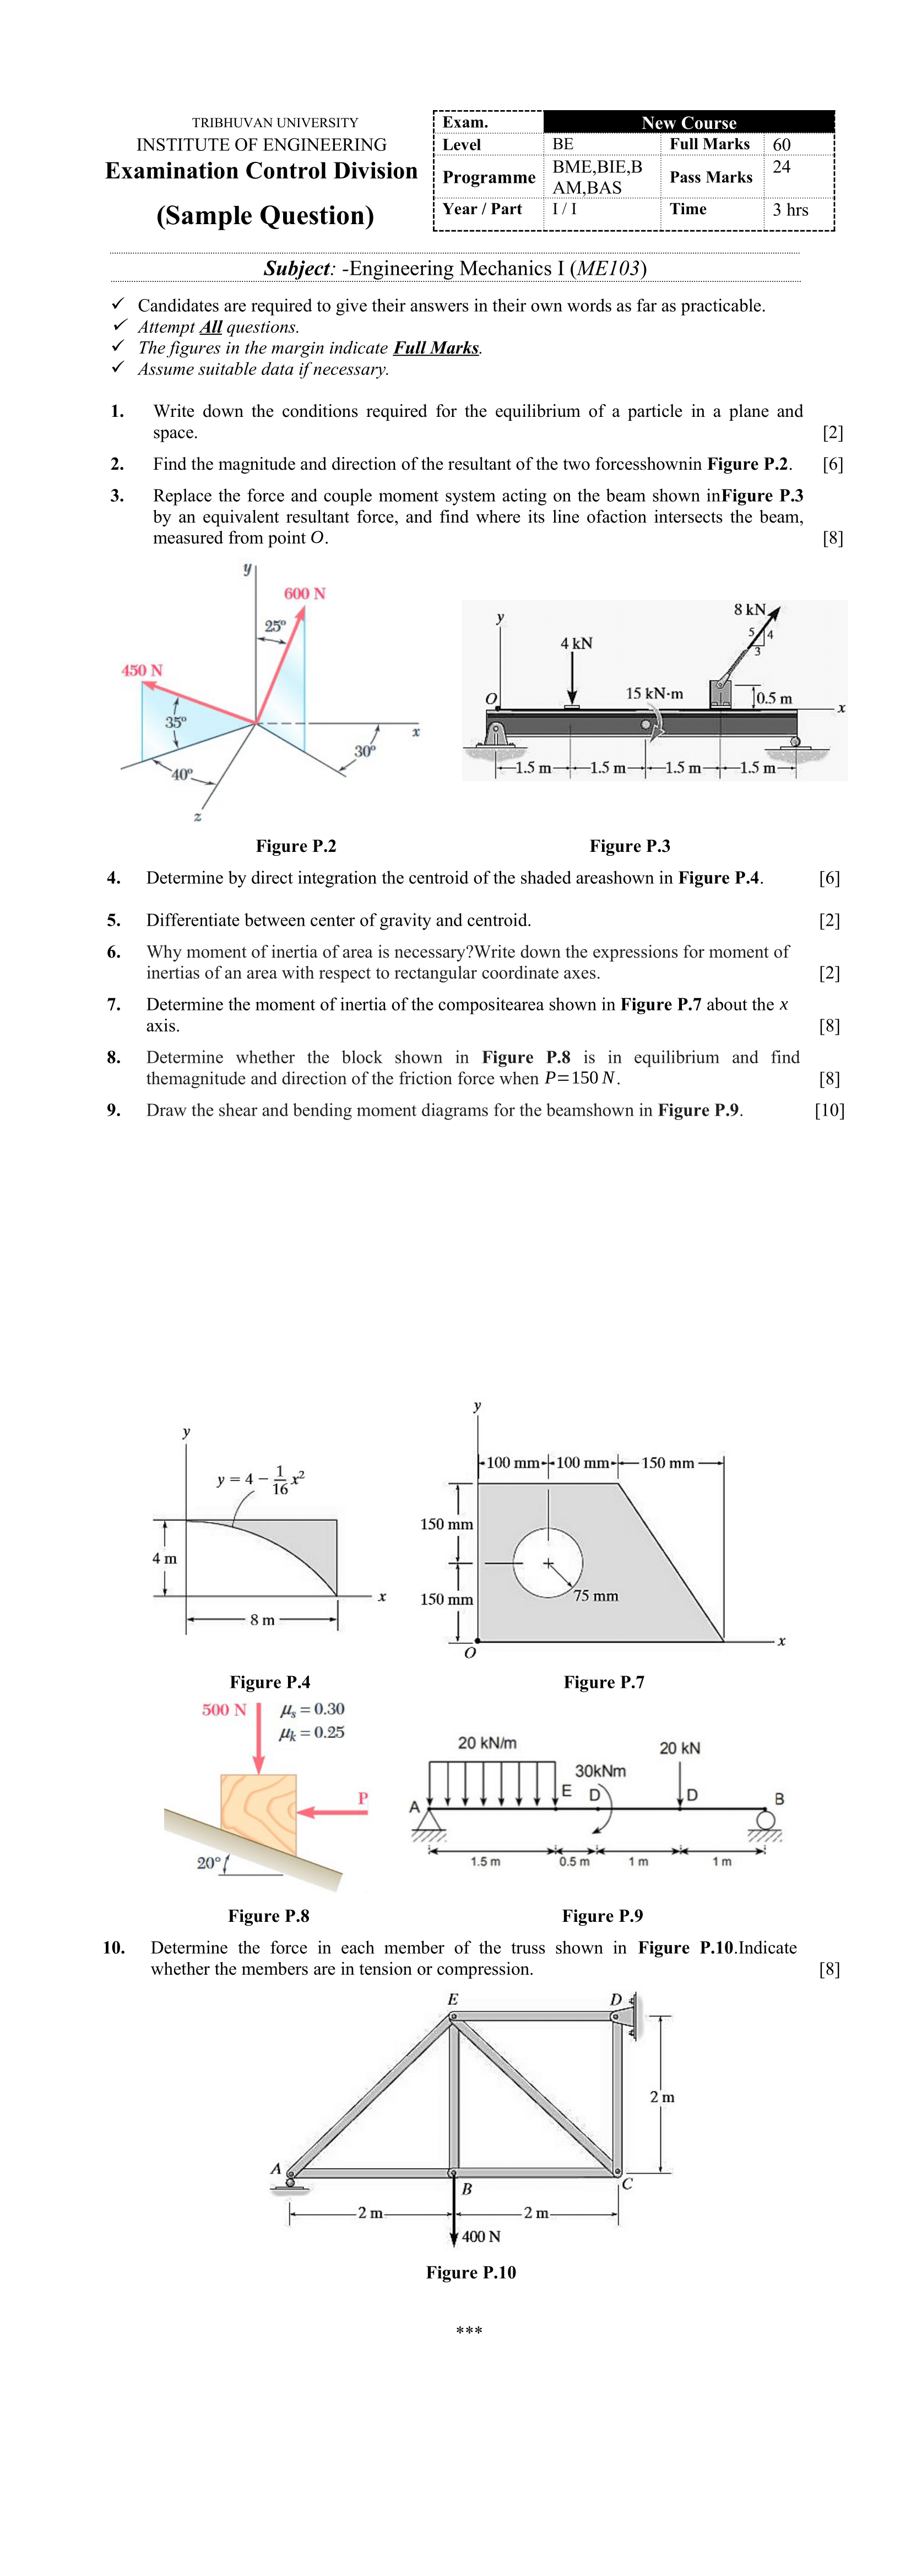 TRIBHUVAN UNIVERSITY
INSTITUTE OF ENGINEERING
Examination Control Division
(Sample Question)
Exam. New Course
Level BE Full Marks 60
Programme BME,BIE,B
AM,BAS Pass Marks 24
Year / Part I / I Time 3 hrs
Subject: -Engineering Mechanics I (ME103)
✓ Candidates are required to give their answers in their own words as far as practicable.
✓ Attempt All questions.
✓ The figures in the margin indicate Full Marks.
✓ Assume suitable data if necessary.
1. Write down the conditions required for the equilibrium of a particle in a plane and
space. [2]
2. Find the magnitude and direction of the resultant of the two forcesshownin Figure P.2. [6]
3. Replace the force and couple moment system acting on the beam shown inFigure P.3
by an equivalent resultant force, and find where its line ofaction intersects the beam,
measured from point O. [8]
y
600 N
25°
450 N
35°
x
30°
40°
z
8 kN
y
5 4
3
4 kN
15 kN·m
0.5 m
O
x
1.5 m 1.5 m 1.5 m 1.5 m
Figure P.2 Figure P.3
4. Determine by direct integration the centroid of the shaded areashown in Figure P.4. [6]
5. Differentiate between center of gravity and centroid. [2]
6. Why moment of inertia of area is necessary?Write down the expressions for moment of
inertias of an area with respect to rectangular coordinate axes. [2]
7. Determine the moment of inertia of the compositearea shown in Figure P.7 about the x
axis. [8]
8. Determine whether the block shown in Figure P.8 is in equilibrium and find
themagnitude and direction of the friction force when P=150 N. [8]
9. Draw the shear and bending moment diagrams for the beamshown in Figure P.9. [10]
y
y = 4 − 1/16 x²
4 m
x
8 m
y
100 mm 100 mm 150 mm
150 mm
150 mm
75 mm
x
O
Figure P.4 Figure P.7
500 N
μs = 0.30
μk = 0.25
P
20°
20 kN/m
20 kN
30kNm
E D D
A B
1.5 m 0.5 m 1 m 1 m
Figure P.8 Figure P.9
10. Determine the force in each member of the truss shown in Figure P.10.Indicate
whether the members are in tension or compression. [8]
E D
2 m
A
B C
2 m 2 m
400 N
Figure P.10
***